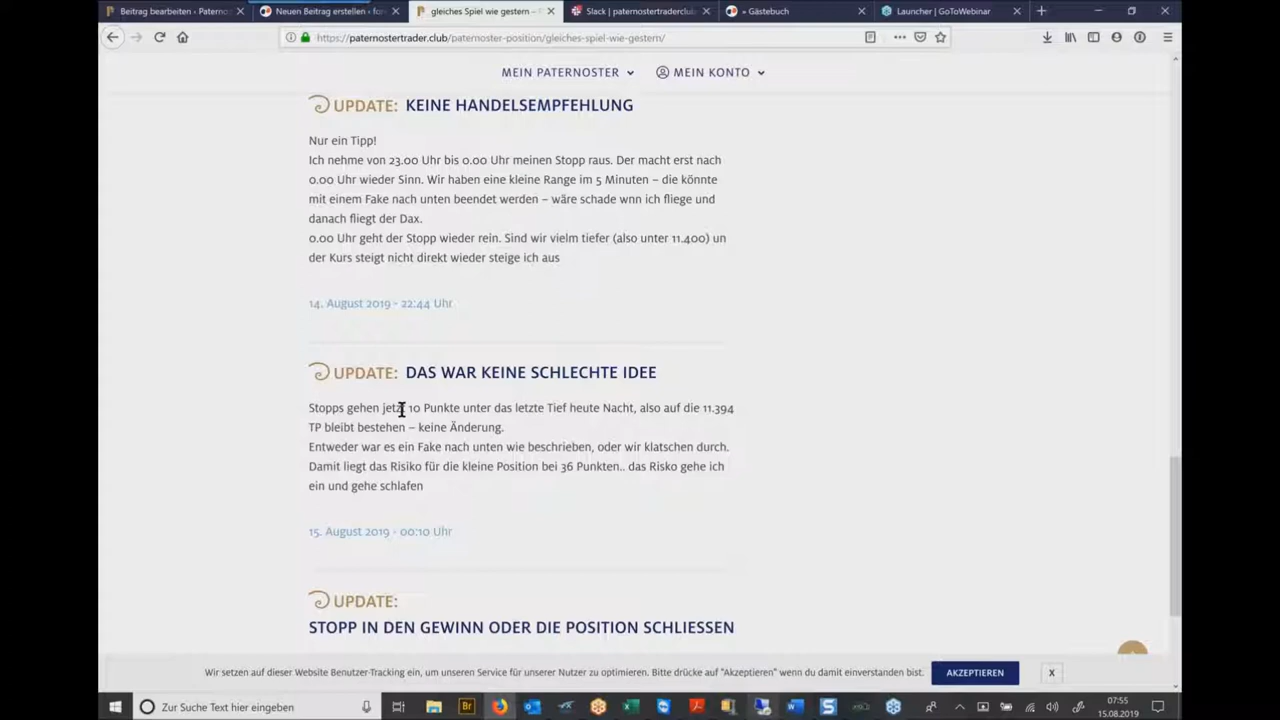 Beitrag bearbeiten ‹ Paterno
Neuen Beitrag erstellen ‹ for
gleiches Spiel wie gestern –
Slack | paternostertraderclu
» Gästebuch
Launcher | GoToWebinar
https://paternostertrader.club/paternoster-position/gleiches-spiel-wie-gestern/
MEIN PATERNOSTER
MEIN KONTO
UPDATE: KEINE HANDELSEMPFEHLUNG
Nur ein Tipp!
Ich nehme von 23.00 Uhr bis 0.00 Uhr meinen Stopp raus. Der macht erst nach
0.00 Uhr wieder Sinn. Wir haben eine kleine Range im 5 Minuten – die könnte
mit einem Fake nach unten beendet werden – wäre schade wnn ich fliege und
danach fliegt der Dax.
0.00 Uhr geht der Stopp wieder rein. Sind wir vielm tiefer (also unter 11.400) un
der Kurs steigt nicht direkt wieder steige ich aus
14. August 2019 - 22:44 Uhr
UPDATE: DAS WAR KEINE SCHLECHTE IDEE
Stopps gehen jetzt 10 Punkte unter das letzte Tief heute Nacht, also auf die 11.394
TP bleibt bestehen – keine Änderung.
Entweder war es ein Fake nach unten wie beschrieben, oder wir klatschen durch.
Damit liegt das Risiko für die kleine Position bei 36 Punkten.. das Risko gehe ich
ein und gehe schlafen
15. August 2019 - 00:10 Uhr
UPDATE:
STOPP IN DEN GEWINN ODER DIE POSITION SCHLIESSEN
Wir setzen auf dieser Website Benutzer-Tracking ein, um unseren Service für unserer Nutzer zu optimieren. Bitte drücke auf "Akzeptieren" wenn du damit einverstanden bist.
AKZEPTIEREN
X
Zur Suche Text hier eingeben
Br
07:55
15.08.2019